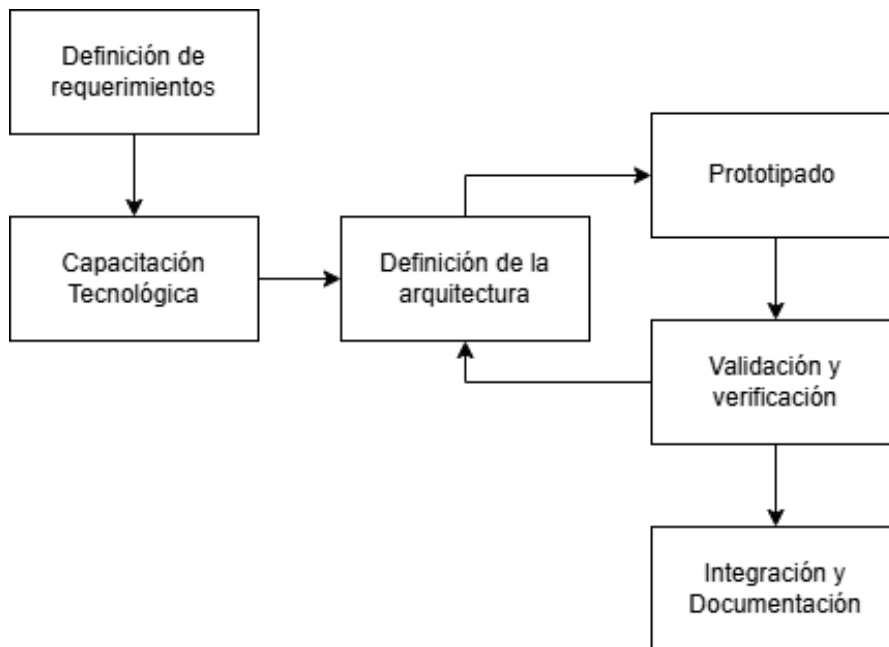 Definición de
requerimientos
Capacitación
Tecnológica
Definición de la
arquitectura
Prototipado
Validación y
verificación
Integración y
Documentación